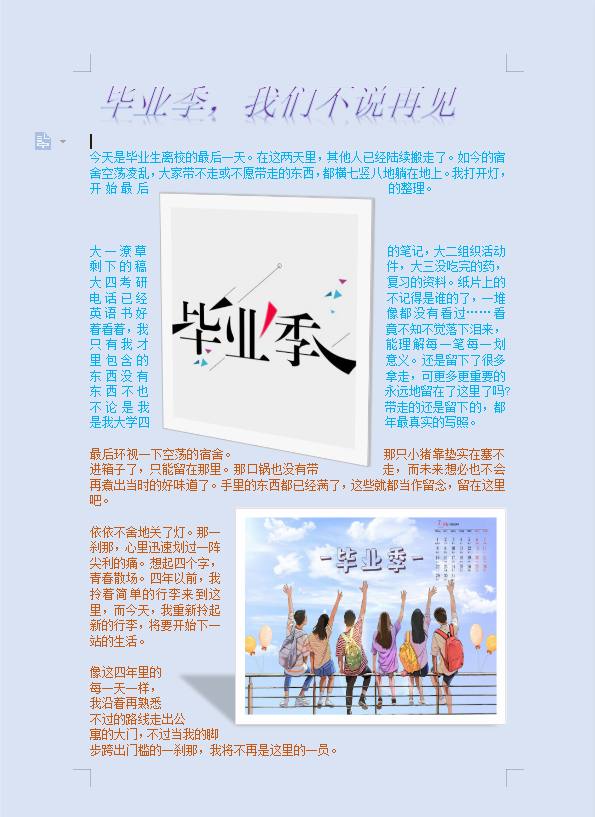 毕业季，我们不说再见
今天是毕业生离校的最后一天。在这两天里，其他人已经陆续搬走了。如今的宿
舍空荡凌乱，大家带不走或不愿带走的东西，都横七竖八地躺在地上。我打开灯，
开始最后的整理。
大一潦草的笔记，大二组织活动
剩下的稿件，大三没吃完的药，
大四考研复习的资料。纸片上的
电话已经不记得是谁的了，一堆
英语书好像都没有看过……看
着看着，我竟不知不觉落下泪来，
只有我才能理解每一笔每一划
里包含的意义。还是留下了很多
东西没有拿走，可更多更重要的
东西不也永远地留在了这里了吗?
不论是我带走的还是留下的，都
是我大学四年最真实的写照。
毕业季
最后环视一下空荡的宿舍。那只小猪靠垫实在塞不
进箱子了，只能留在那里。那口锅也没有带走，而未来想必也不会
再煮出当时的好味道了。手里的东西都已经满了，这些就都当作留念，留在这里
吧。
依依不舍地关了灯。那一
刹那，心里迅速划过一阵
尖利的痛。想起四个字，
青春散场。四年以前，我
拎着简单的行李来到这
里，而今天，我重新拎起
新的行李，将要开始下一
站的生活。
-毕业季-
像这四年里的
每一天一样，
我沿着再熟悉
不过的路线走出公
寓的大门，不过当我的脚
步跨出门槛的一刹那，我将不再是这里的一员。